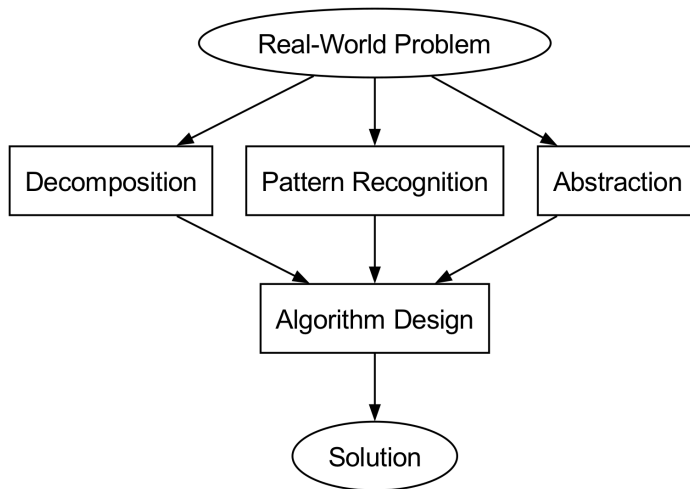 Real-World Problem
Decomposition
Pattern Recognition
Abstraction
Algorithm Design
Solution